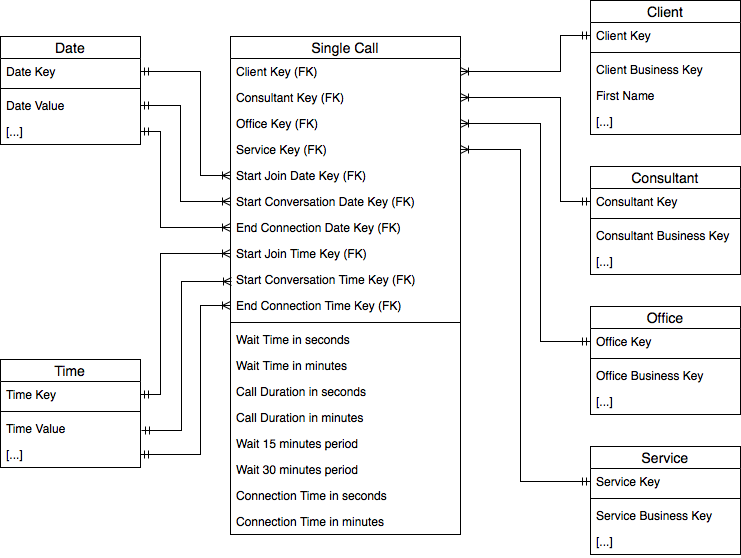 Date
Date Key
Date Value
[...]
Time
Time Key
Time Value
[...]
Single Call
Client Key (FK)
Consultant Key (FK)
Office Key (FK)
Service Key (FK)
Start Join Date Key (FK)
Start Conversation Date Key (FK)
End Connection Date Key (FK)
Start Join Time Key (FK)
Start Conversation Time Key (FK)
End Connection Time Key (FK)
Wait Time in seconds
Wait Time in minutes
Call Duration in seconds
Call Duration in minutes
Wait 15 minutes period
Wait 30 minutes period
Connection Time in seconds
Connection Time in minutes
Client
Client Key
Client Business Key
First Name
[...]
Consultant
Consultant Key
Consultant Business Key
[...]
Office
Office Key
Office Business Key
[...]
Service
Service Key
Service Business Key
[...]